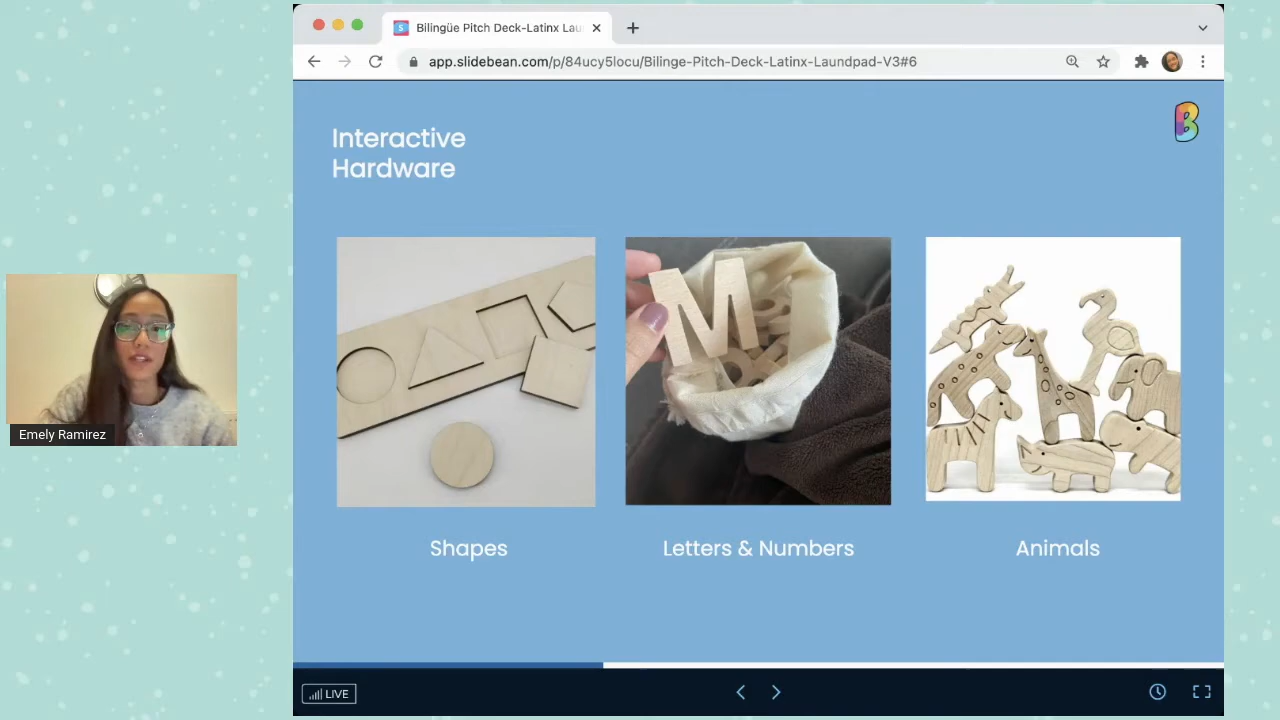 Bilingüe Pitch Deck-Latinx Lau
app.slidebean.com/p/84ucy5locu/Bilinge-Pitch-Deck-Latinx-Laundpad-V3#6
Interactive
Hardware
B
M
Emely Ramirez
Shapes
Letters & Numbers
Animals
LIVE